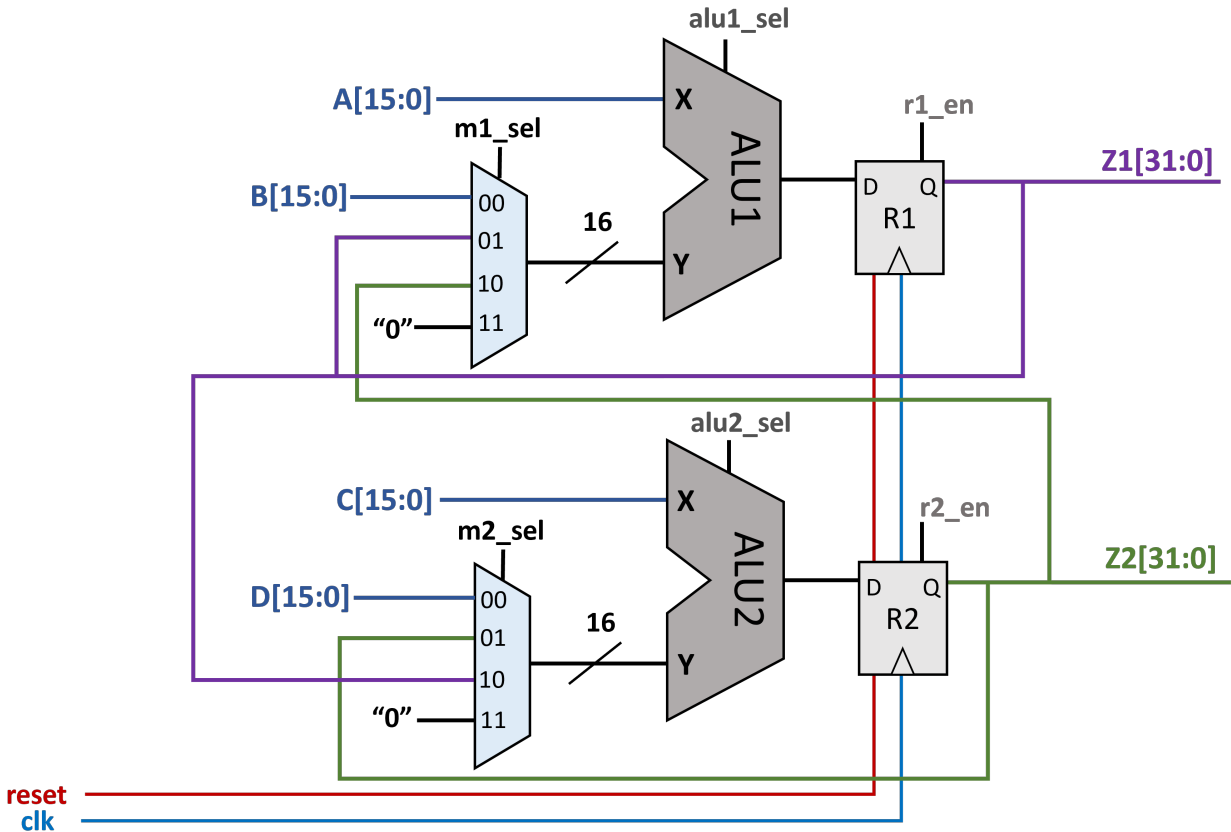 alu1_sel
A[15:0]
X
r1_en
m1_sel
ALU1
Z1[31:0]
B[15:0]
00
D
Q
01
16
R1
Y
10
"0"
11
alu2_sel
C[15:0]
X
r2_en
m2_sel
ALU2
Z2[31:0]
D[15:0]
00
D
Q
01
16
R2
Y
10
"0"
11
reset
clk